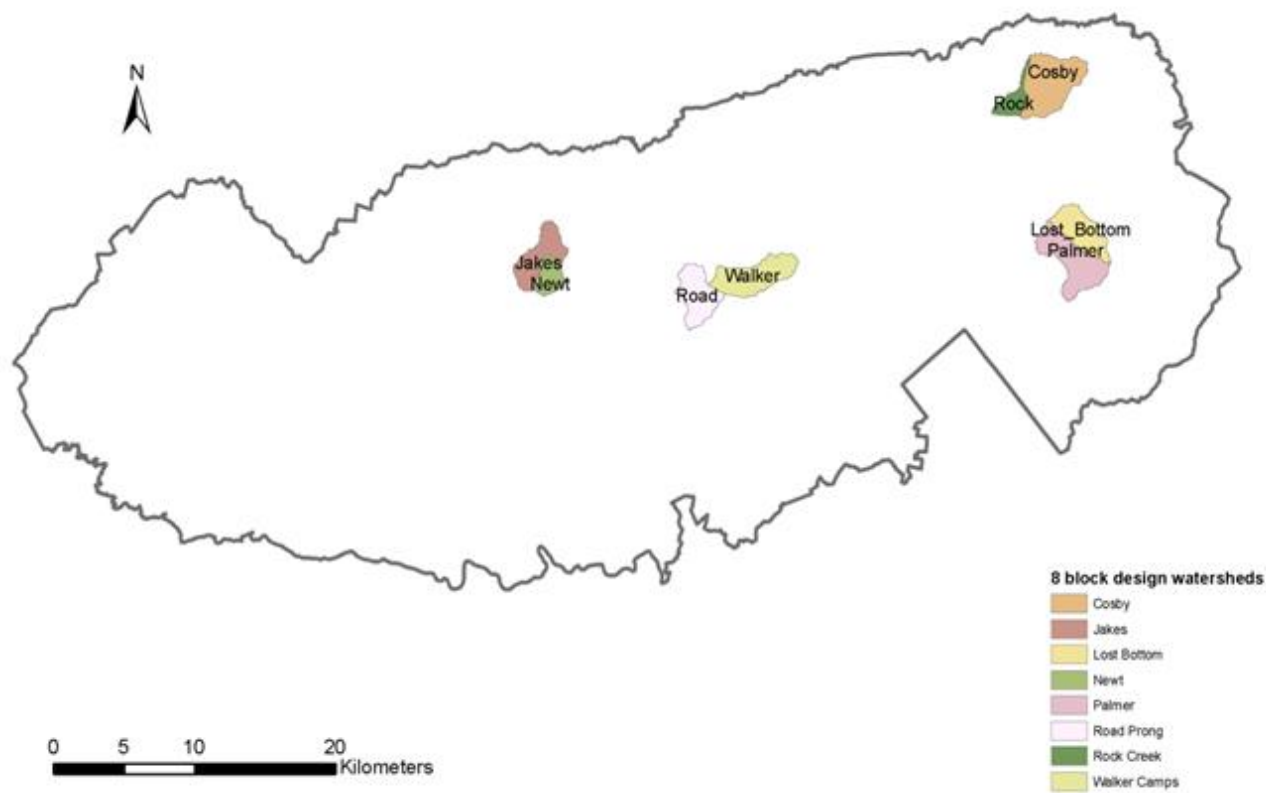 N
Cosby
Rock
Lost_Bottom
Palmer
Jakes
Newt
Walker
Road
8 block design watersheds
Cosby
Jakes
Lost Bottom
Newt
Palmer
Road Prong
Rock Creek
Walker Camps
0 5 10 20
Kilometers